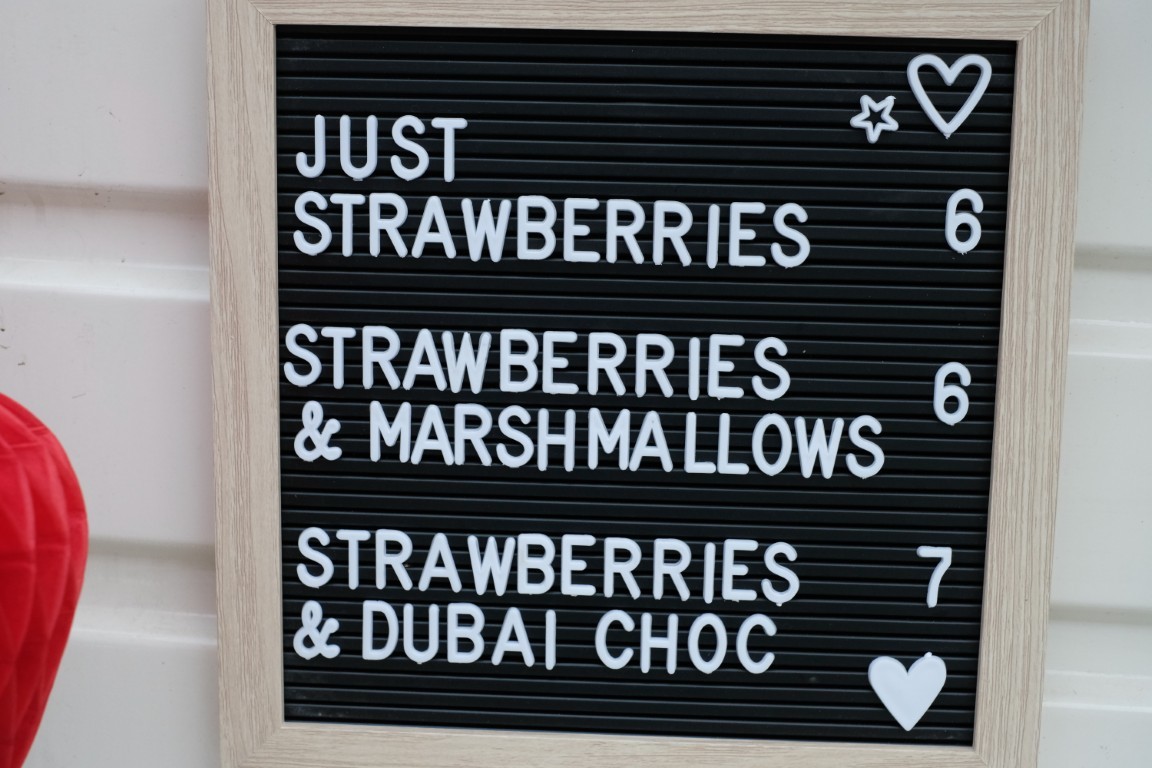 JUST
STRAWBERRIES 6
STRAWBERRIES 6
& MARSHMALLOWS
STRAWBERRIES 7
& DUBAI CHOC